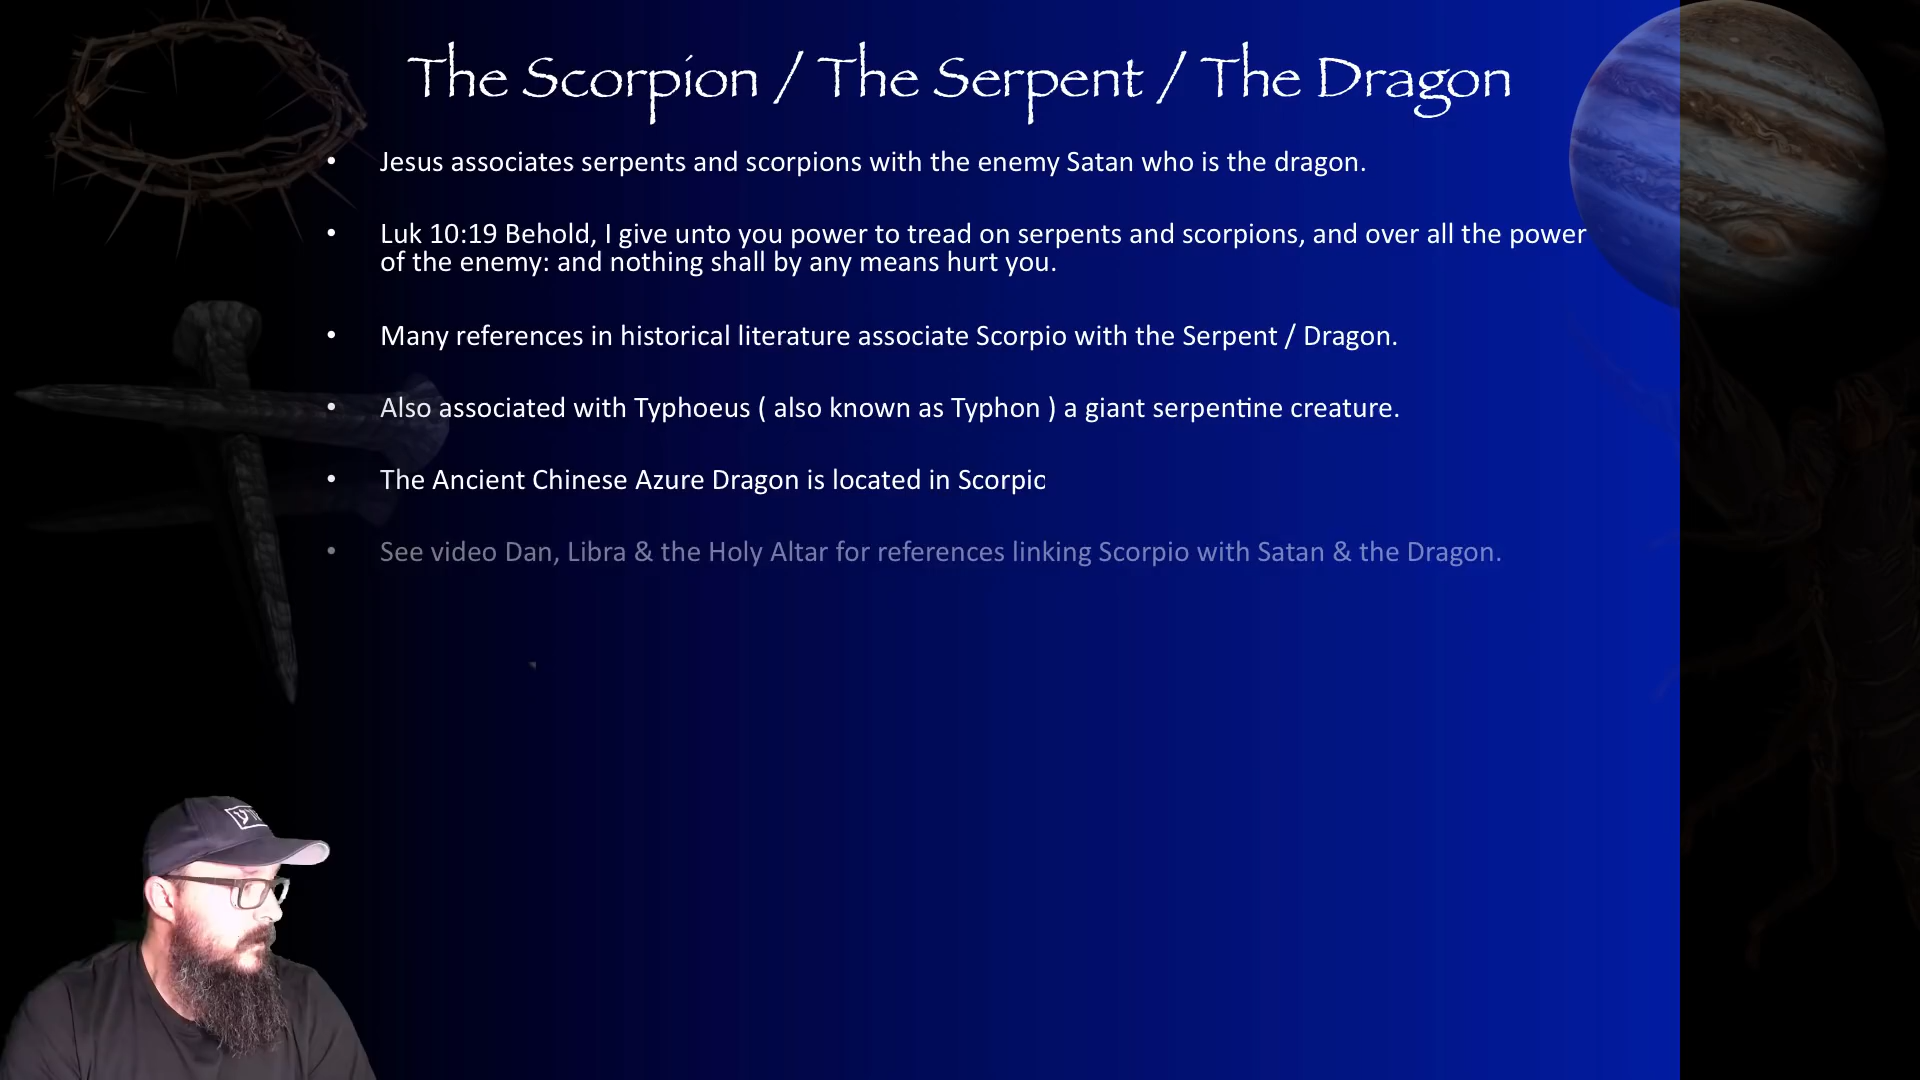 The Scorpion / The Serpent / The Dragon
• Jesus associates serpents and scorpions with the enemy Satan who is the dragon.
• Luk 10:19 Behold, I give unto you power to tread on serpents and scorpions, and over all the power
of the enemy: and nothing shall by any means hurt you.
• Many references in historical literature associate Scorpio with the Serpent / Dragon.
• Also associated with Typhoeus ( also known as Typhon ) a giant serpentine creature.
• The Ancient Chinese Azure Dragon is located in Scorpio
• See video Dan, Libra & the Holy Altar for references linking Scorpio with Satan & the Dragon.